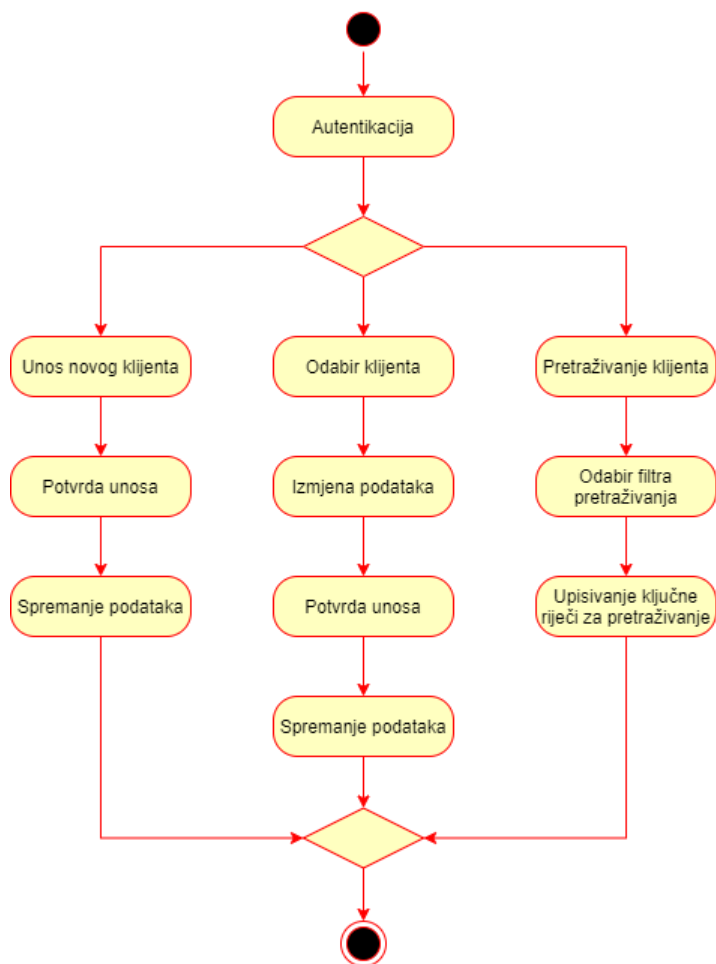 Autentikacija
Unos novog klijenta
Odabir klijenta
Pretraživanje klijenta
Potvrda unosa
Izmjena podataka
Odabir filtra
pretraživanja
Spremanje podataka
Potvrda unosa
Upisivanje ključne
riječi za pretraživanje
Spremanje podataka